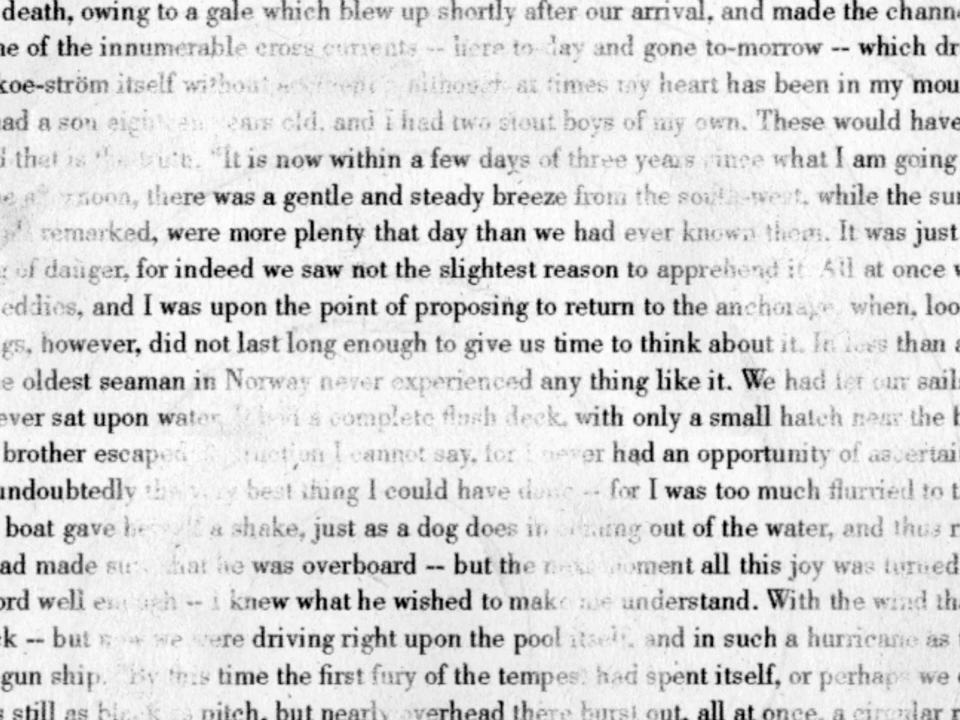 death, owing to a gale which blew up shortly after our arrival, and made the
of the innumerable cross currents -- here to-day and gone to-morrow -- which
itself without accident; although at times my heart has been in my
a son eighteen years old, and I had two stout boys of my own. These would have
that is the truth. "It is now within a few days of three years since what I am going
afternoon, there was a gentle and steady breeze from the south-west, while the
remarked, were more plenty that day than we had ever known them. It was just
of danger, for indeed we saw not the slightest reason to apprehend it. All at once
eddies, and I was upon the point of proposing to return to the anchorage, when,
however, did not last long enough to give us time to think about it. In less than
oldest seaman in Norway never experienced any thing like it. We had let our
ever sat upon water. It had a complete flush deck, with only a small hatch near the
brother escaped destruction I cannot say, for I never had an opportunity of
undoubtedly the very best thing I could have done -- for I was too much flurried to
boat gave herself a shake, just as a dog does in coming out of the water, and thus
made sure that he was overboard -- but the next moment all this joy was turned
well enough -- I knew what he wished to make me understand. With the wind
-- but now we were driving right upon the pool itself, and in such a hurricane as
gun ship. "By this time the first fury of the tempest had spent itself, or perhaps we
still as black as pitch, but nearly overhead there burst out, all at once, a circular